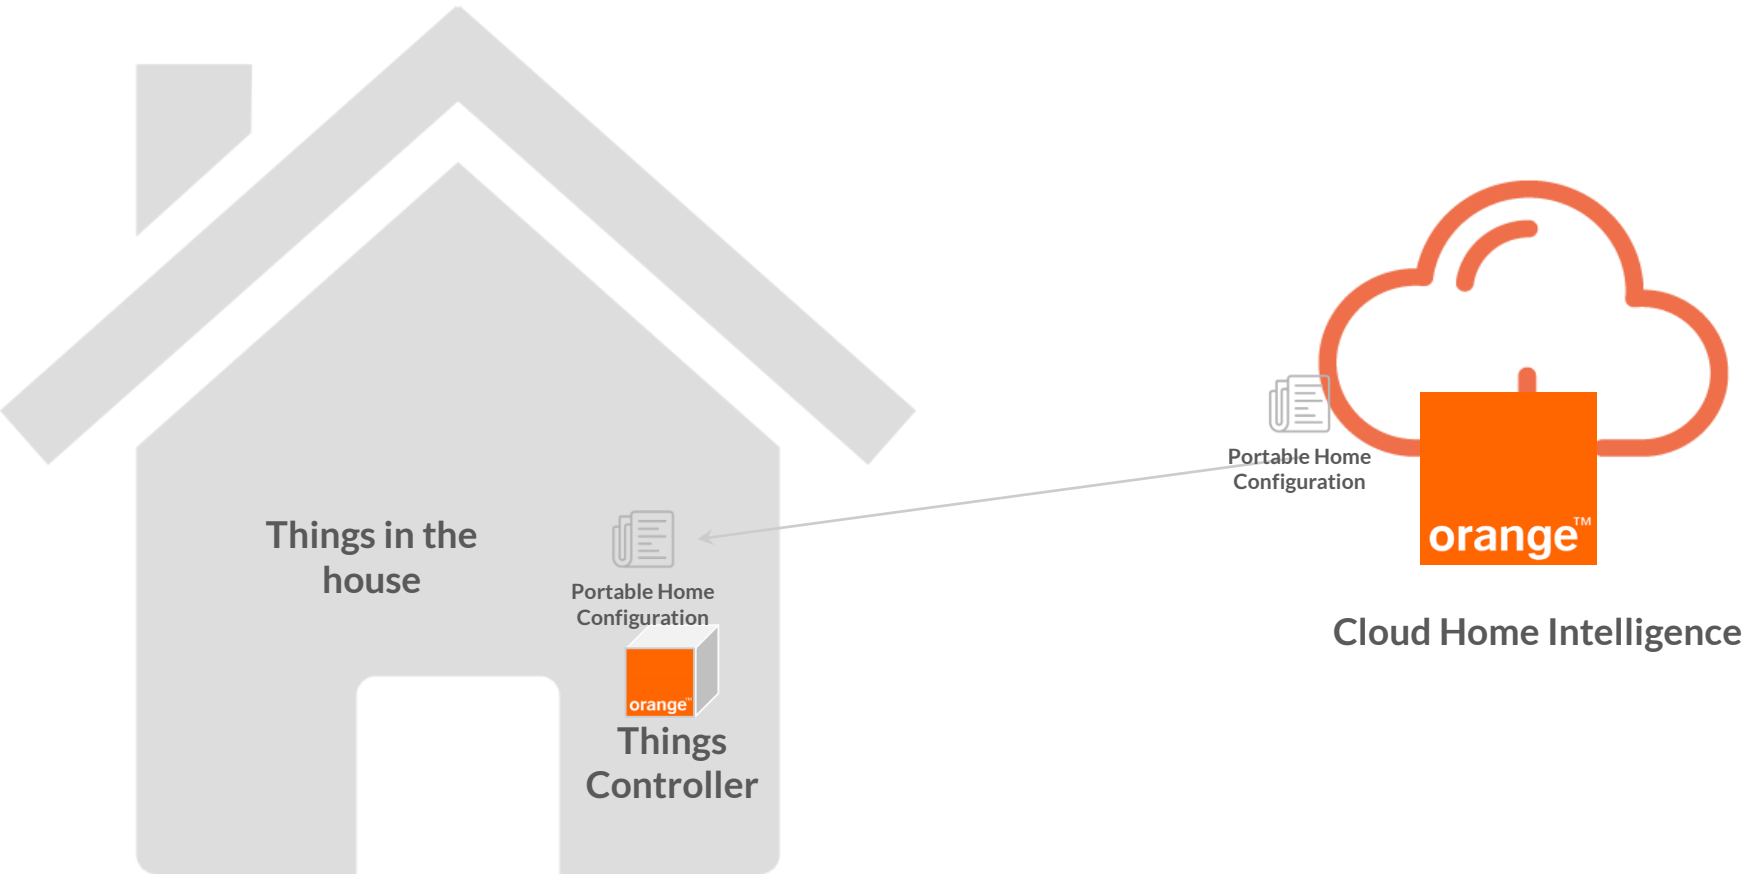 Things in the
house
Portable Home
Configuration
orange™
Things
Controller
Portable Home
Configuration
orange™
Cloud Home Intelligence